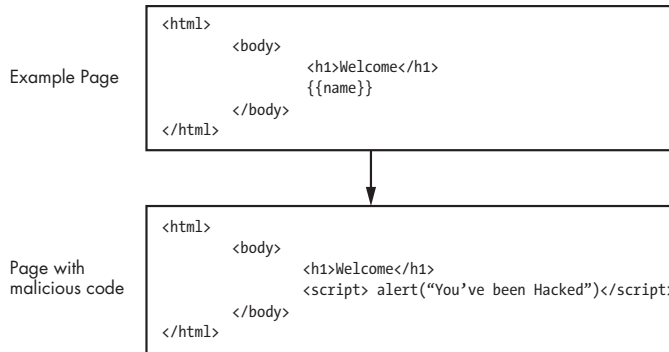 Example Page
<html>
<body>
<h1>Welcome</h1>
{{name}}
</body>
</html>
Page with
malicious code
<html>
<body>
<h1>Welcome</h1>
<script> alert(“You’ve been Hacked”)</script>
</body>
</html>